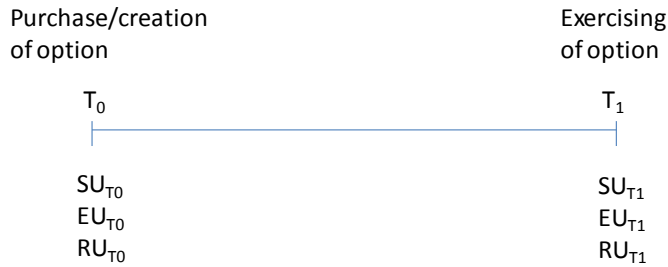 Purchase/creation
of option
Exercising
of option
T0
T1
SUT0
EUT0
RUT0
SUT1
EUT1
RUT1